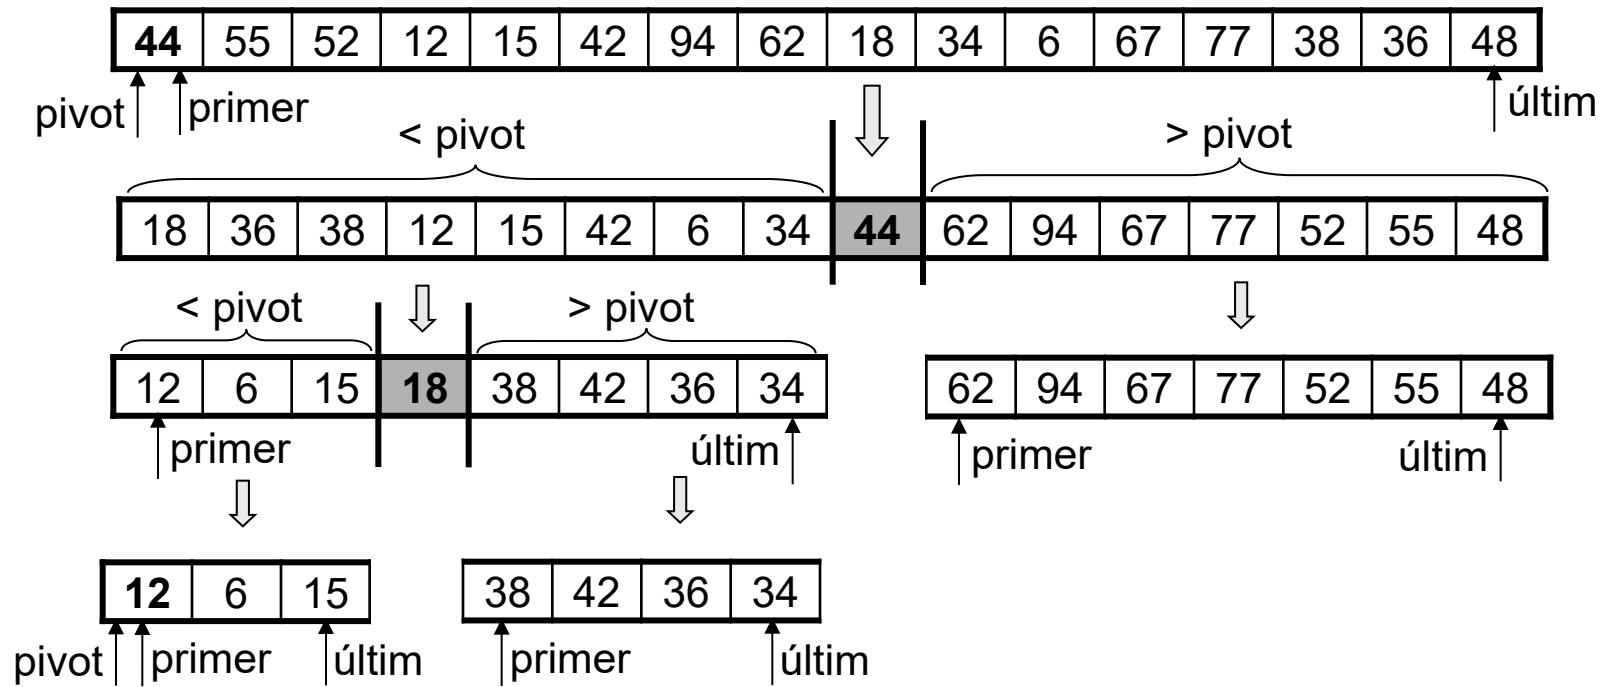 44 55 52 12 15 42 94 62 18 34 6 67 77 38 36 48
pivot primer últim
< pivot > pivot
18 36 38 12 15 42 6 34 44 62 94 67 77 52 55 48
< pivot > pivot
12 6 15 18 38 42 36 34 62 94 67 77 52 55 48
primer últim primer últim
12 6 15 38 42 36 34
pivot primer últim primer últim